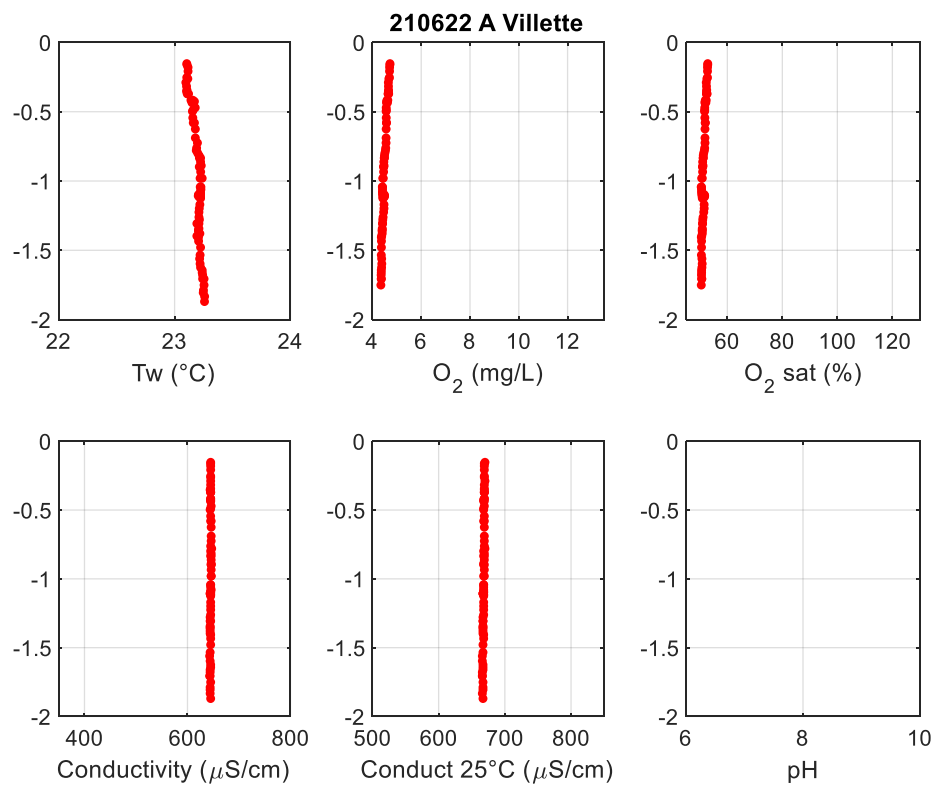 210622 A Villette
0
-0.5
-1
-1.5
-2
22 23 24
Tw (°C)
0
-0.5
-1
-1.5
-2
4 6 8 10 12
O2 (mg/L)
0
-0.5
-1
-1.5
-2
60 80 100 120
O2 sat (%)
0
-0.5
-1
-1.5
-2
400 600 800
Conductivity (μS/cm)
0
-0.5
-1
-1.5
-2
500 600 700 800
Conduct 25°C (μS/cm)
0
-0.5
-1
-1.5
-2
6 8 10
pH